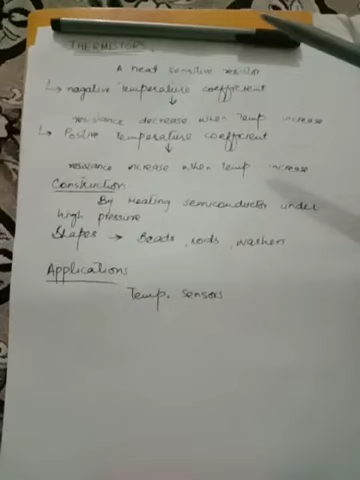 THERMISTORS
A heat sensitive resistor
↳ negative Temperature coefficient
↓
resistance decrease when Temp increase
↳ Positive Temperature coefficient
↓
resistance increase when Temp increase
Construction
By Heating semiconductor under
high pressure
Shapes → Beads, rods, washers
Applications
Temp. sensors